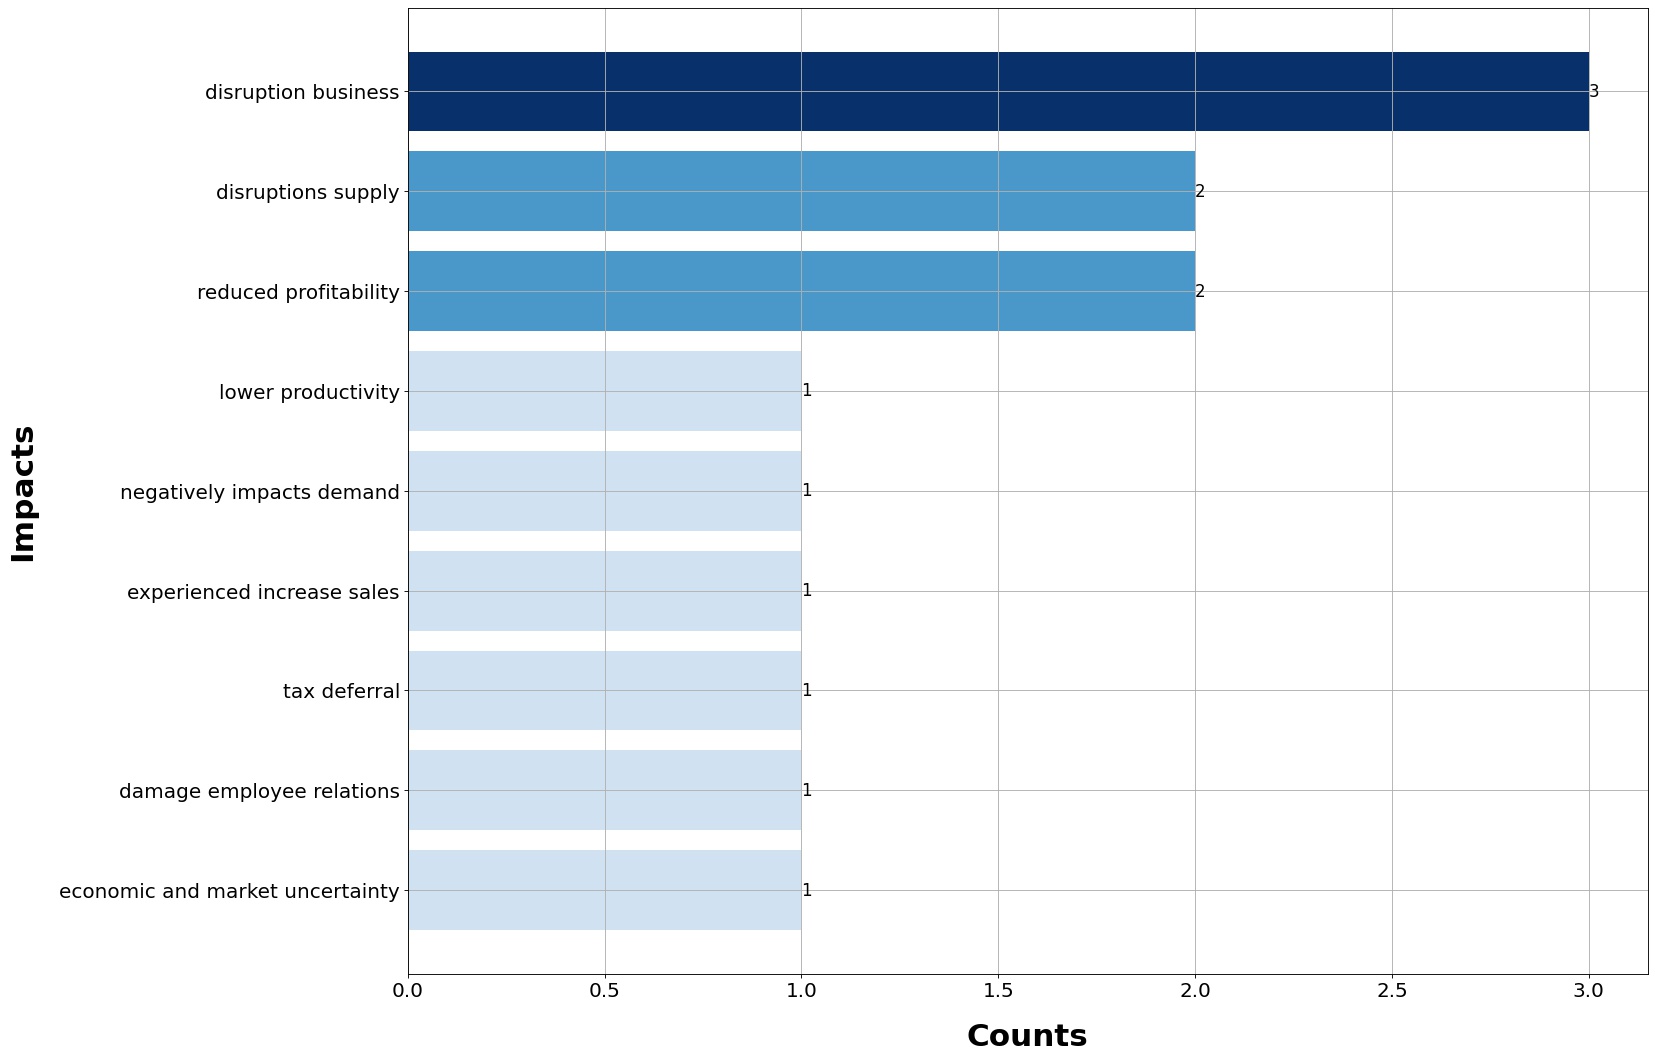 disruption business
3
disruptions supply
2
reduced profitability
2
lower productivity
1
negatively impacts demand
1
experienced increase sales
1
tax deferral
1
damage employee relations
1
economic and market uncertainty
1
Impacts
0.0 0.5 1.0 1.5 2.0 2.5 3.0
Counts